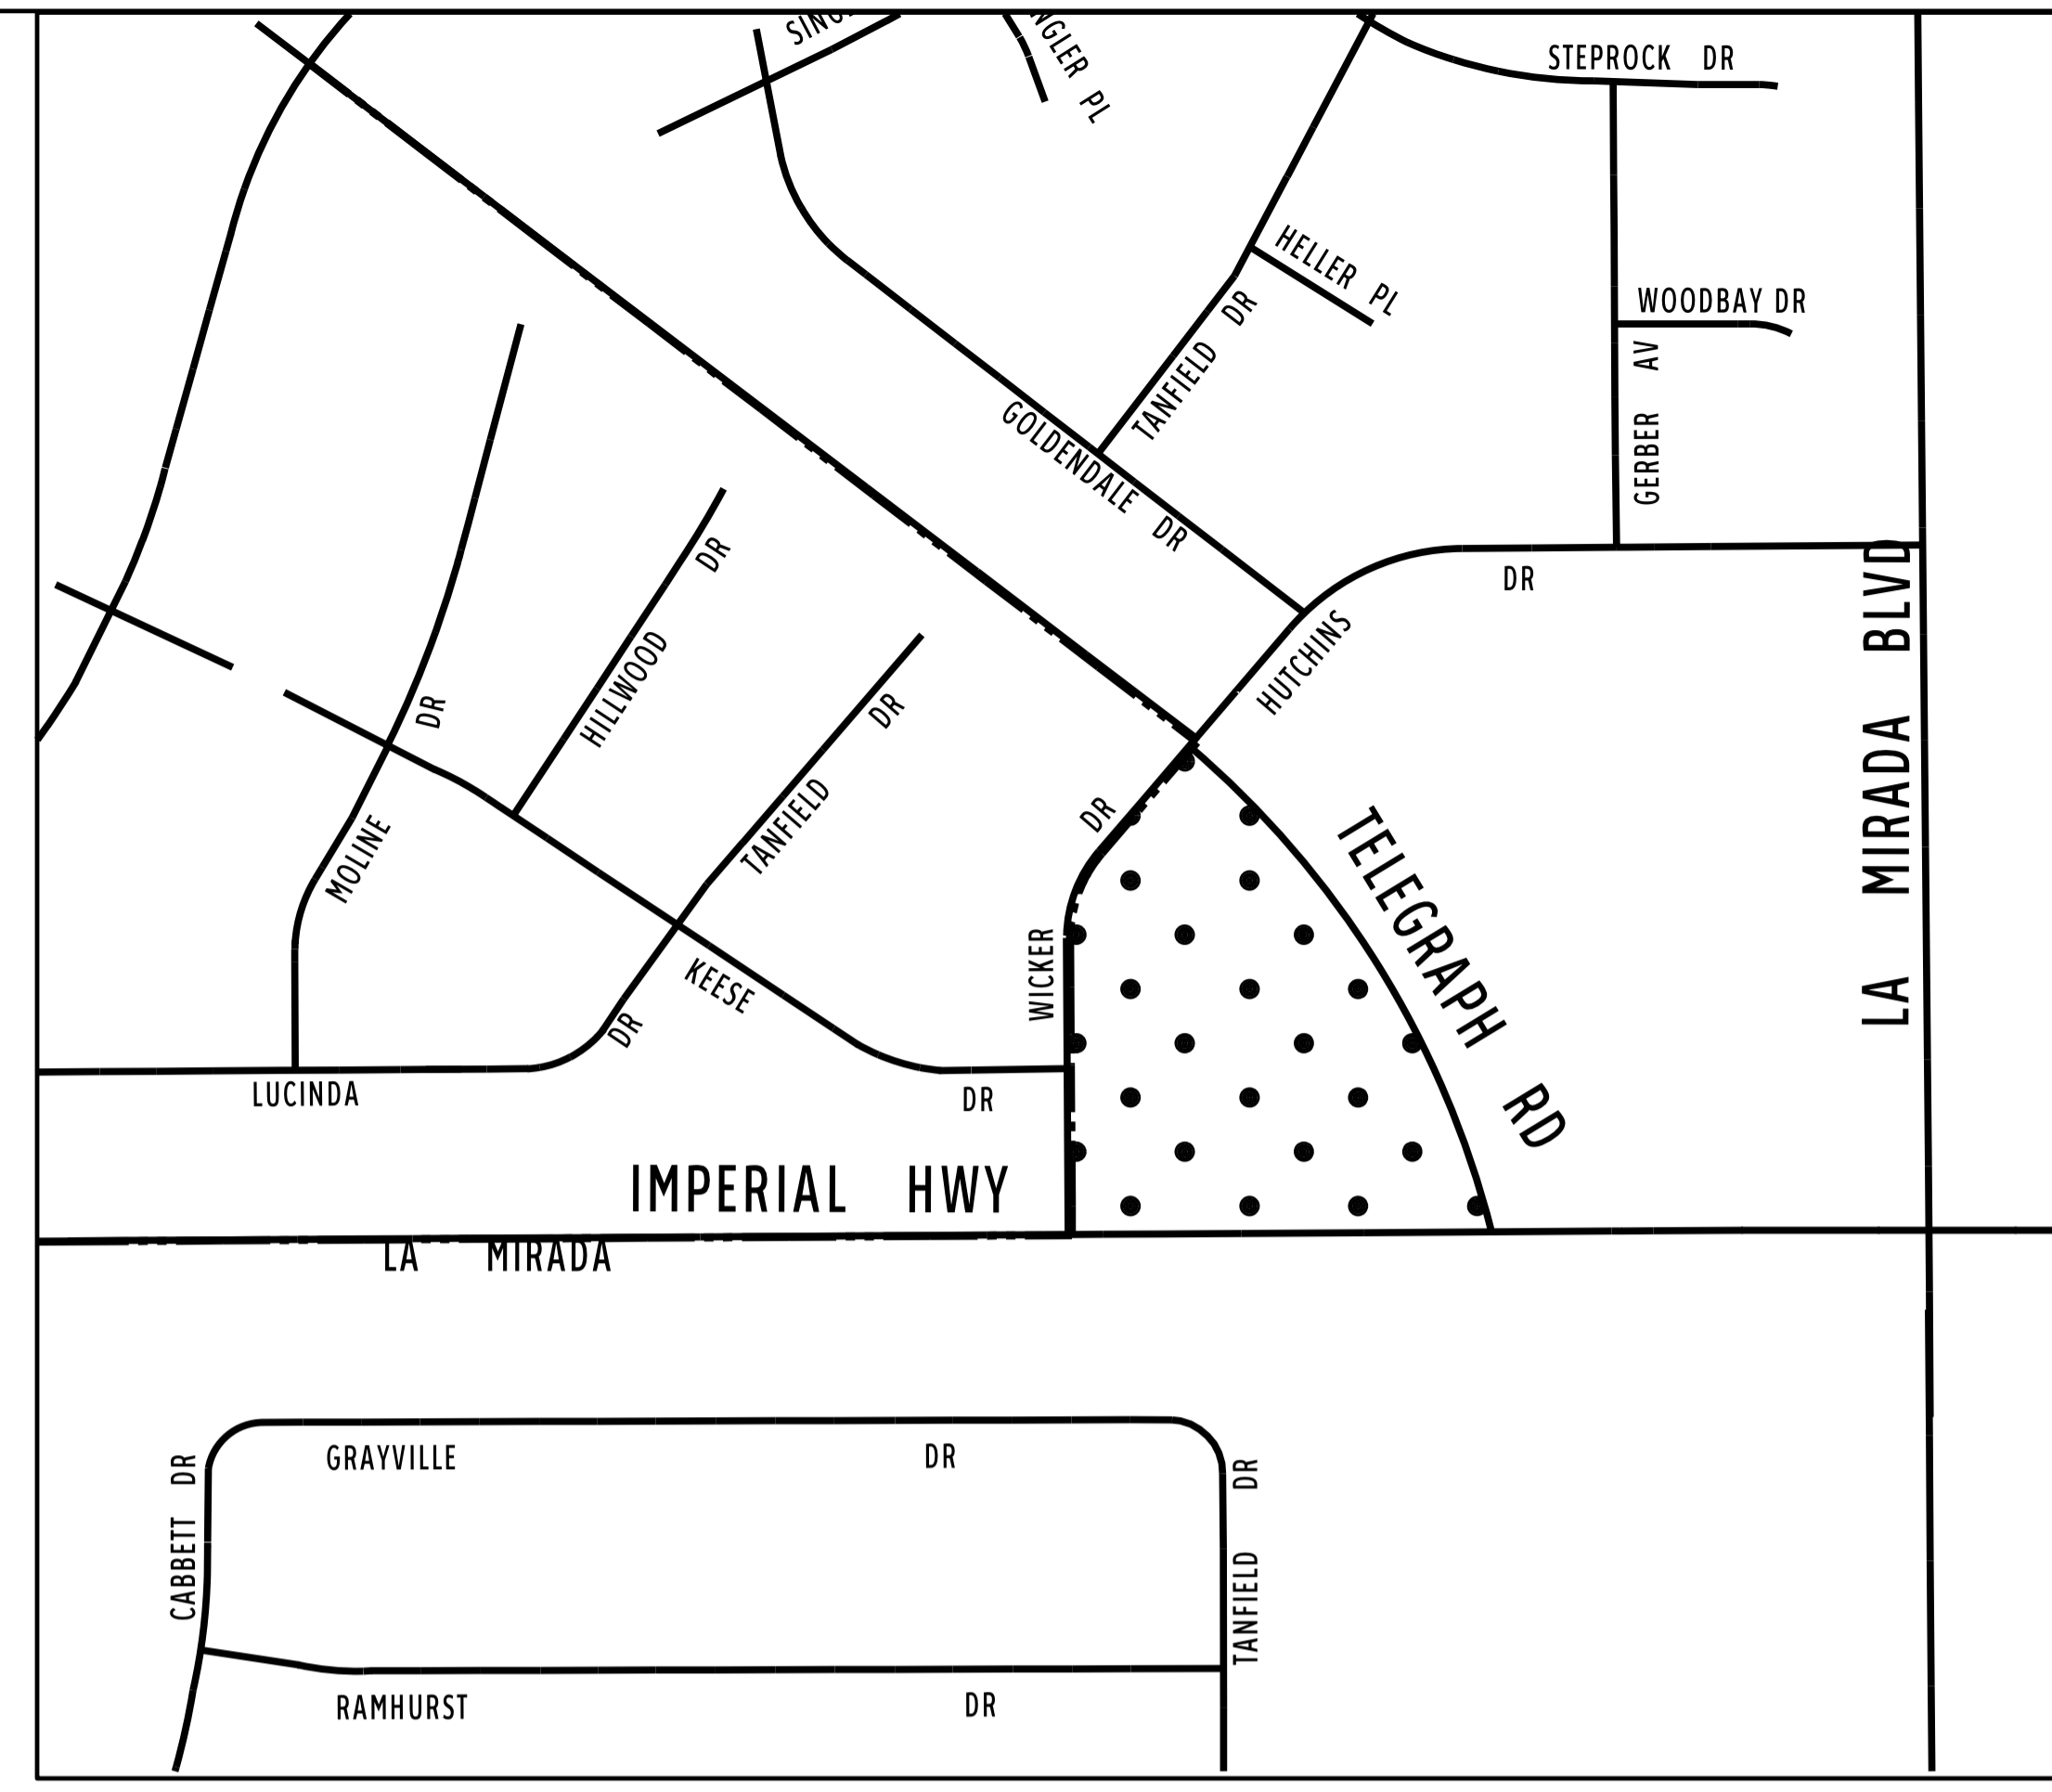 STEPROCK DR
GLER PL
HELLER PL
TANFIELD DR
WOODBAY DR
GERBER AV
GOLDENDALE DR
HUTCHINS DR
LA MIRADA BLVD
HILLWOOD DR
MOLINE DR
TANFIELD DR
WICKER DR
TELEGRAPH RD
KEESE DR
LUCINDA DR
IMPERIAL HWY
LA MIRADA
GRAYVILLE DR
CABBETT DR
TANFIELD DR
RAMHURST DR